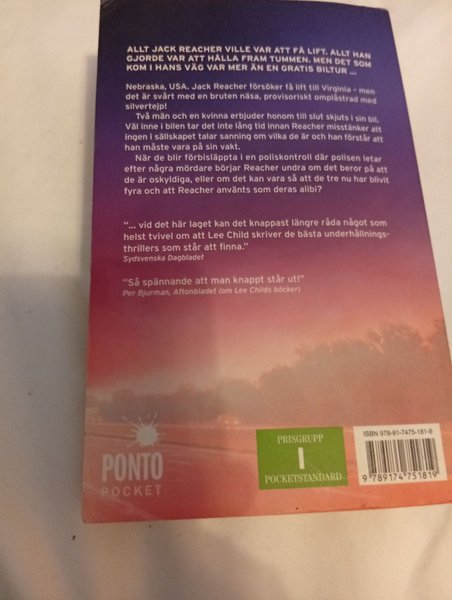 ALLT JACK REACHER VILLE VAR ATT FÅ LIFT. ALLT HAN
GJORDE VAR ATT HÅLLA FRAM TUMMEN. MEN DET SOM
KOM I HANS VÄG VAR MER ÄN EN GRATIS BILTUR ...
Nebraska, USA. Jack Reacher försöker få lift till Virginia – men
det är svårt med en bruten näsa, provisoriskt omplåstrad med
silvertejp!
Två män och en kvinna erbjuder honom till slut skjuts i sin bil.
Väl inne i bilen tar det inte lång tid innan Reacher misstänker att
ingen i sällskapet talar sanning om vilka de är och han förstår att
han måste vara på sin vakt.
När de blir förbisläppta i en poliskontroll där polisen letar
efter några mördare börjar Reacher undra om det beror på att
de är oskyldiga, eller om det kan vara så att de tre nu har blivit
fyra och att Reacher använts som deras alibi?
"... vid det här laget kan det knappast längre råda något som
helst tvivel om att Lee Child skriver de bästa underhållnings-
thrillers som står att finna."
Sydsvenska Dagbladet
"Så spännande att man knappt står ut!"
Per Bjurman, Aftonbladet (om Lee Childs böcker)
PONTO
POCKET
PRISGRUPP
I
POCKETSTANDARD
ISBN 978-91-7475-181-9
9 789174 751819